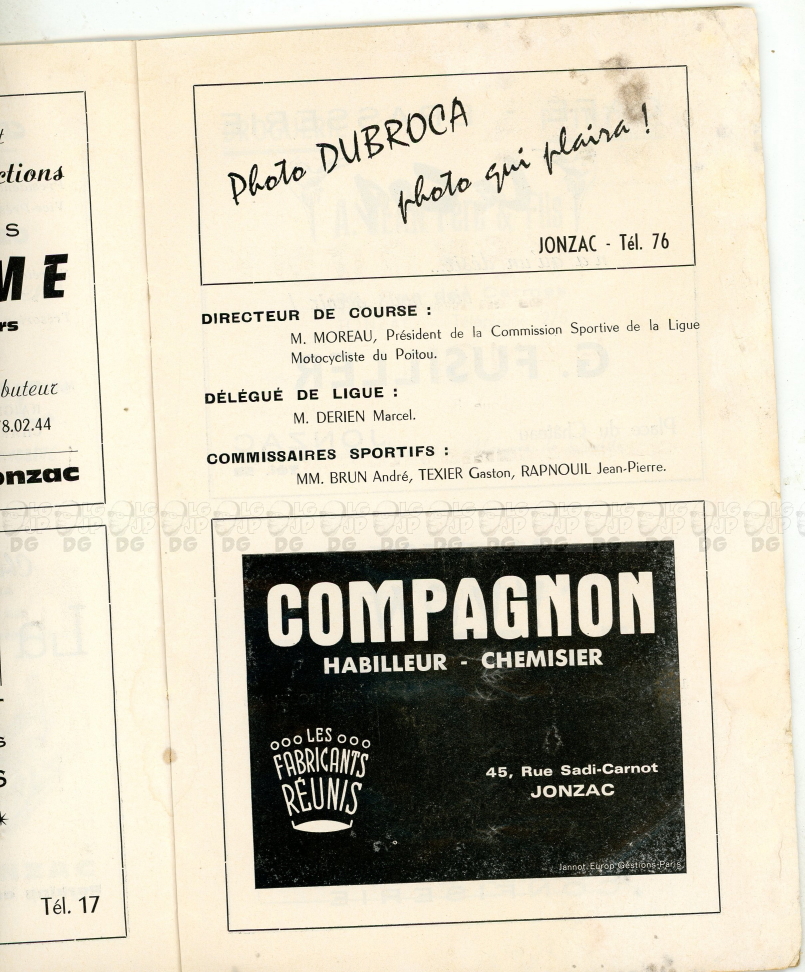 ctions
S
ME
rs
buteur
78.02.44
onzac
S
Tél. 17
Photo DUBROCA
photo qui plaira !
JONZAC - Tél. 76
DIRECTEUR DE COURSE :
M. MOREAU, Président de la Commission Sportive de la Ligue
Motocycliste du Poitou.
DÉLÉGUÉ DE LIGUE :
M. DERIEN Marcel.
COMMISSAIRES SPORTIFS :
MM. BRUN André, TEXIER Gaston, RAPNOUIL Jean-Pierre.
COMPAGNON
HABILLEUR - CHEMISIER
LES
FABRICANTS
RÉUNIS
45, Rue Sadi-Carnot
JONZAC
Jannot. Europ'Gestions-Paris